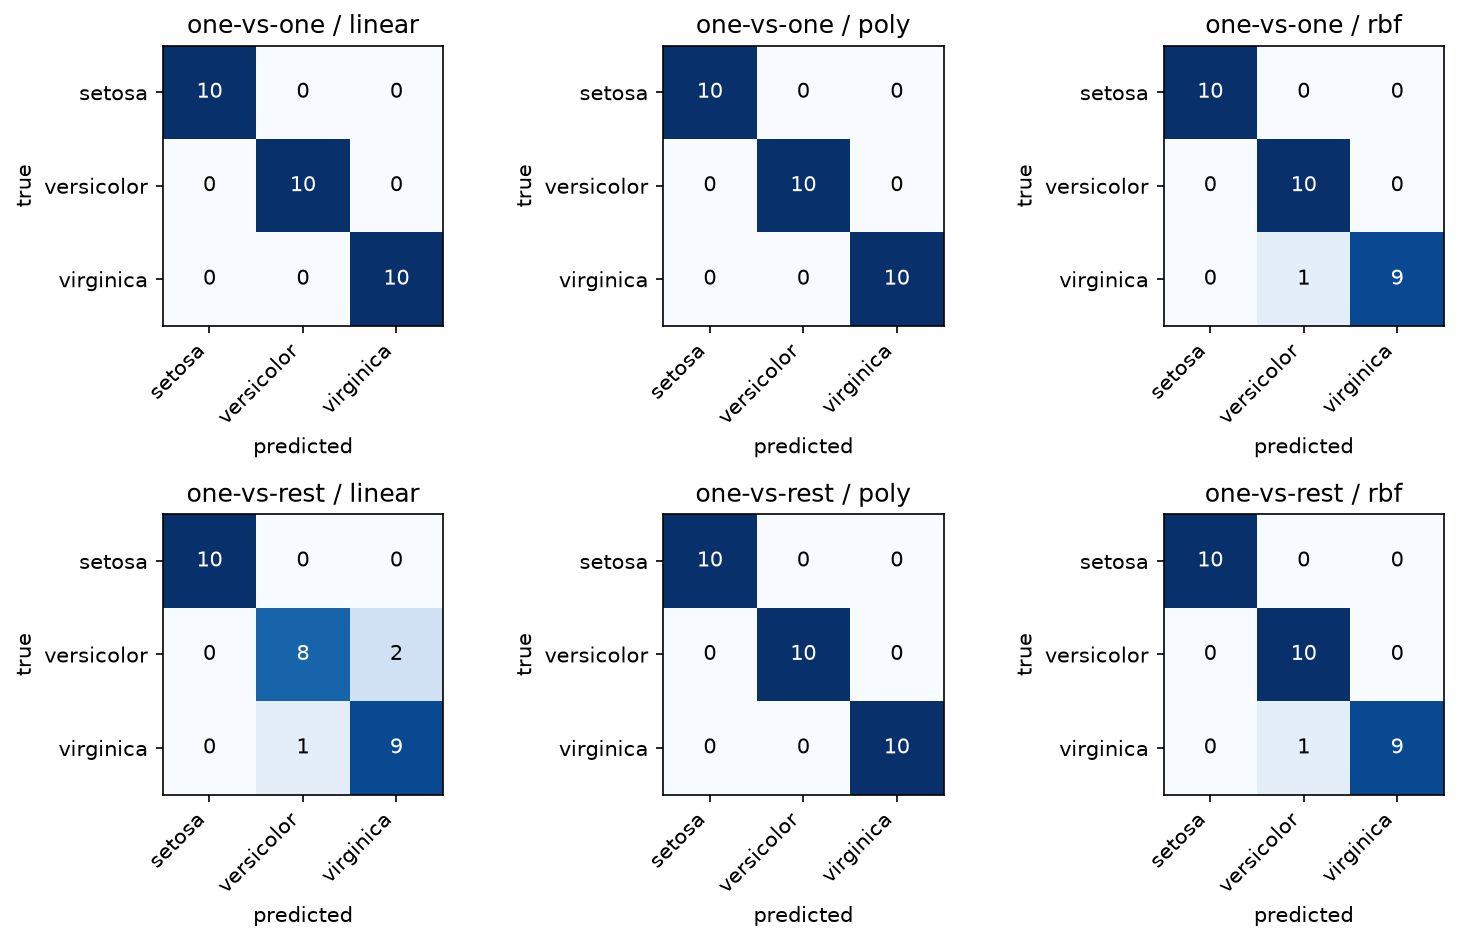 one-vs-one / linear
setosa 10 0 0
versicolor 0 10 0
virginica 0 0 10
true
setosa versicolor virginica
predicted
one-vs-one / poly
setosa 10 0 0
versicolor 0 10 0
virginica 0 0 10
true
setosa versicolor virginica
predicted
one-vs-one / rbf
setosa 10 0 0
versicolor 0 10 0
virginica 0 1 9
true
setosa versicolor virginica
predicted
one-vs-rest / linear
setosa 10 0 0
versicolor 0 8 2
virginica 0 1 9
true
setosa versicolor virginica
predicted
one-vs-rest / poly
setosa 10 0 0
versicolor 0 10 0
virginica 0 0 10
true
setosa versicolor virginica
predicted
one-vs-rest / rbf
setosa 10 0 0
versicolor 0 10 0
virginica 0 1 9
true
setosa versicolor virginica
predicted